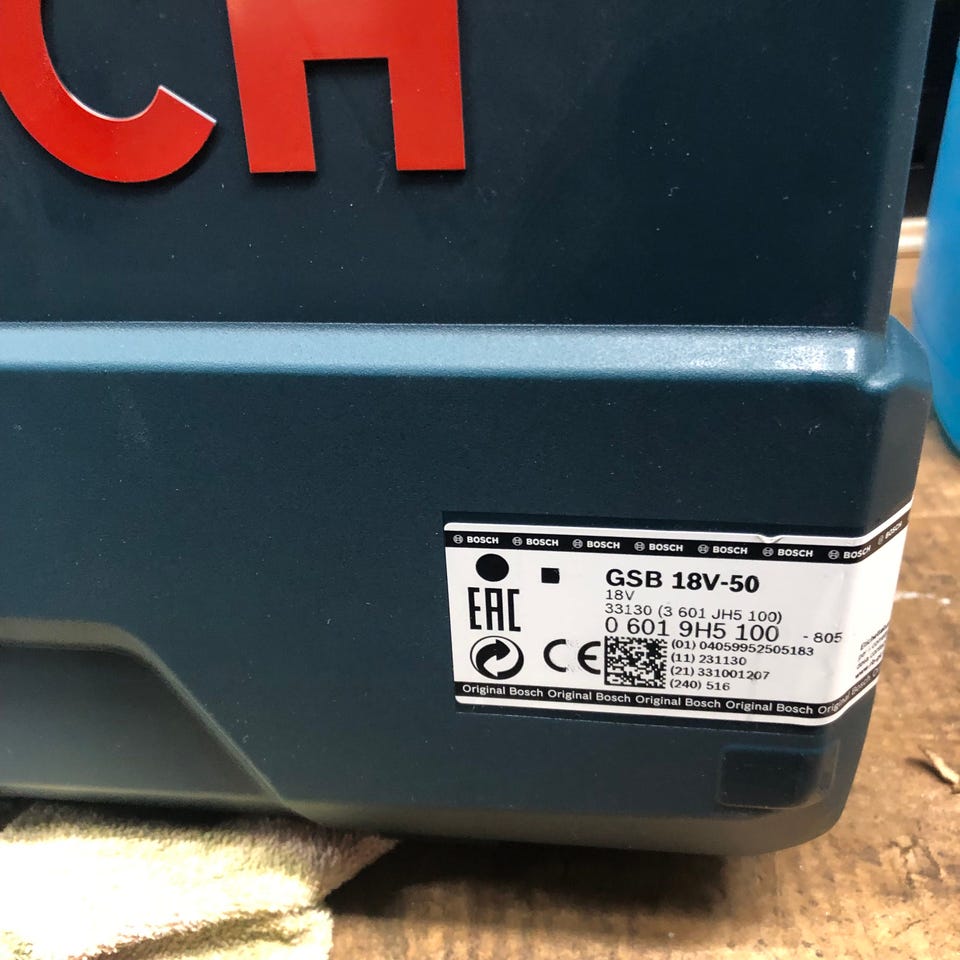 CH
BOSCH BOSCH BOSCH BOSCH BOSCH BOSCH BOSCH BOSCH
EAC
GSB 18V-50
18V
33130 (3 601 JH5 100)
0 601 9H5 100 - 805
CE
(01) 04059952505183
(11) 231130
(21) 331001207
(240) 516
Original Bosch Original Bosch Original Bosch Original Bosch